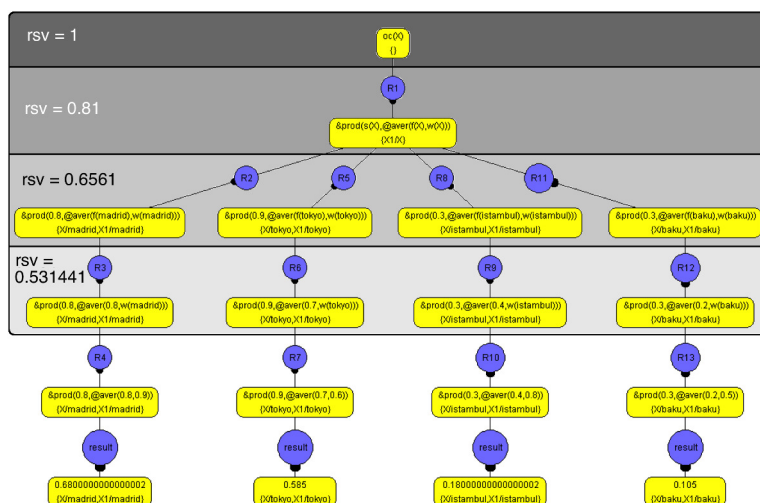 rsv = 1
oc(X)
{}
R1
rsv = 0.81
&prod(s(X),@aver(f(X),w(X)))
{X1/X}
R2 R5 R8 R11
rsv = 0.6561
&prod(0.8,@aver(f(madrid),w(madrid))) &prod(0.9,@aver(f(tokyo),w(tokyo))) &prod(0.3,@aver(f(istambul),w(istambul))) &prod(0.3,@aver(f(baku),w(baku)))
{X/madrid,X1/madrid} {X/tokyo,X1/tokyo} {X/istambul,X1/istambul} {X/baku,X1/baku}
rsv =
0.531441
R3 R6 R9 R12
&prod(0.8,@aver(0.8,w(madrid))) &prod(0.9,@aver(0.7,w(tokyo))) &prod(0.3,@aver(0.4,w(istambul))) &prod(0.3,@aver(0.2,w(baku)))
{X/madrid,X1/madrid} {X/tokyo,X1/tokyo} {X/istambul,X1/istambul} {X/baku,X1/baku}
R4 R7 R10 R13
&prod(0.8,@aver(0.8,0.9)) &prod(0.9,@aver(0.7,0.6)) &prod(0.3,@aver(0.4,0.8)) &prod(0.3,@aver(0.2,0.5))
{X/madrid,X1/madrid} {X/tokyo,X1/tokyo} {X/istambul,X1/istambul} {X/baku,X1/baku}
result result result result
0.6800000000000002 0.585 0.18000000000000002 0.105
{X/madrid,X1/madrid} {X/tokyo,X1/tokyo} {X/istambul,X1/istambul} {X/baku,X1/baku}